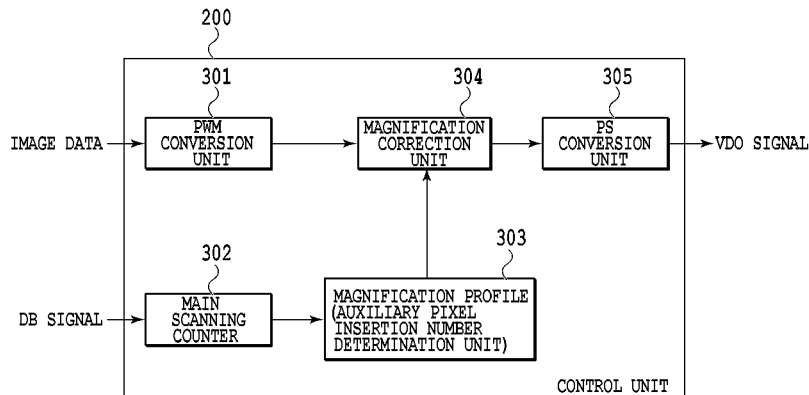 200
301
304
305
IMAGE DATA
PWM
CONVERSION
UNIT
MAGNIFICATION
CORRECTION
UNIT
PS
CONVERSION
UNIT
VDO SIGNAL
302
303
DB SIGNAL
MAIN
SCANNING
COUNTER
MAGNIFICATION PROFILE
(AUXILIARY PIXEL
INSERTION NUMBER
DETERMINATION UNIT)
CONTROL UNIT